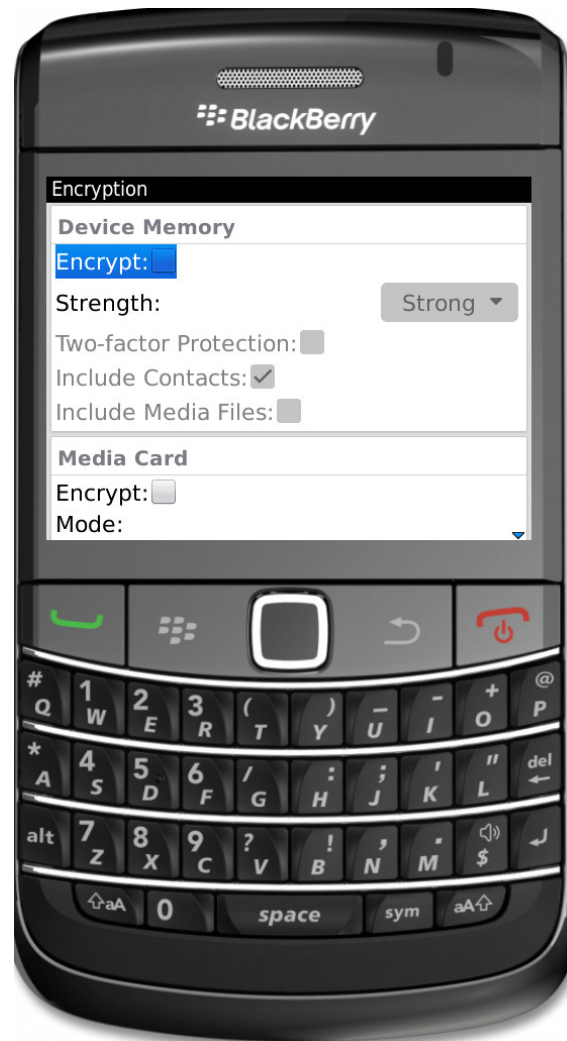 BlackBerry
Encryption
Device Memory
Encrypt:
Strength: Strong
Two-factor Protection:
Include Contacts:
Include Media Files:
Media Card
Encrypt:
Mode:
# 1 2 3 ( ) _ - + @
Q W E R T Y U I O P
* 4 5 6 / : ; ' " del
A S D F G H J K L
alt 7 8 9 ? ! , . $
Z X C V B N M
aA 0 space sym aA